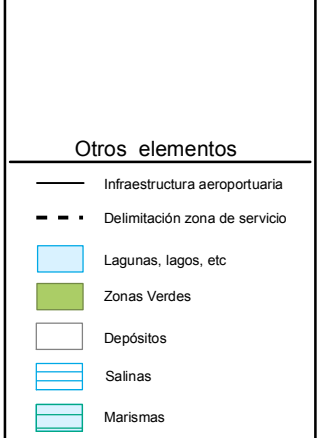 Otros elementos
Infraestructura aeroportuaria
Delimitación zona de servicio
Lagunas, lagos, etc
Zonas Verdes
Depósitos
Salinas
Marismas